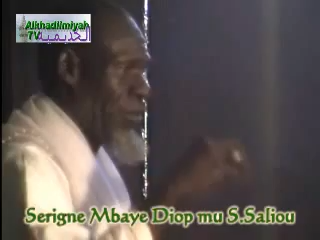 Alkhadimiyah
TV الخديمية
Serigne Mbaye Diop mu S.Saliou